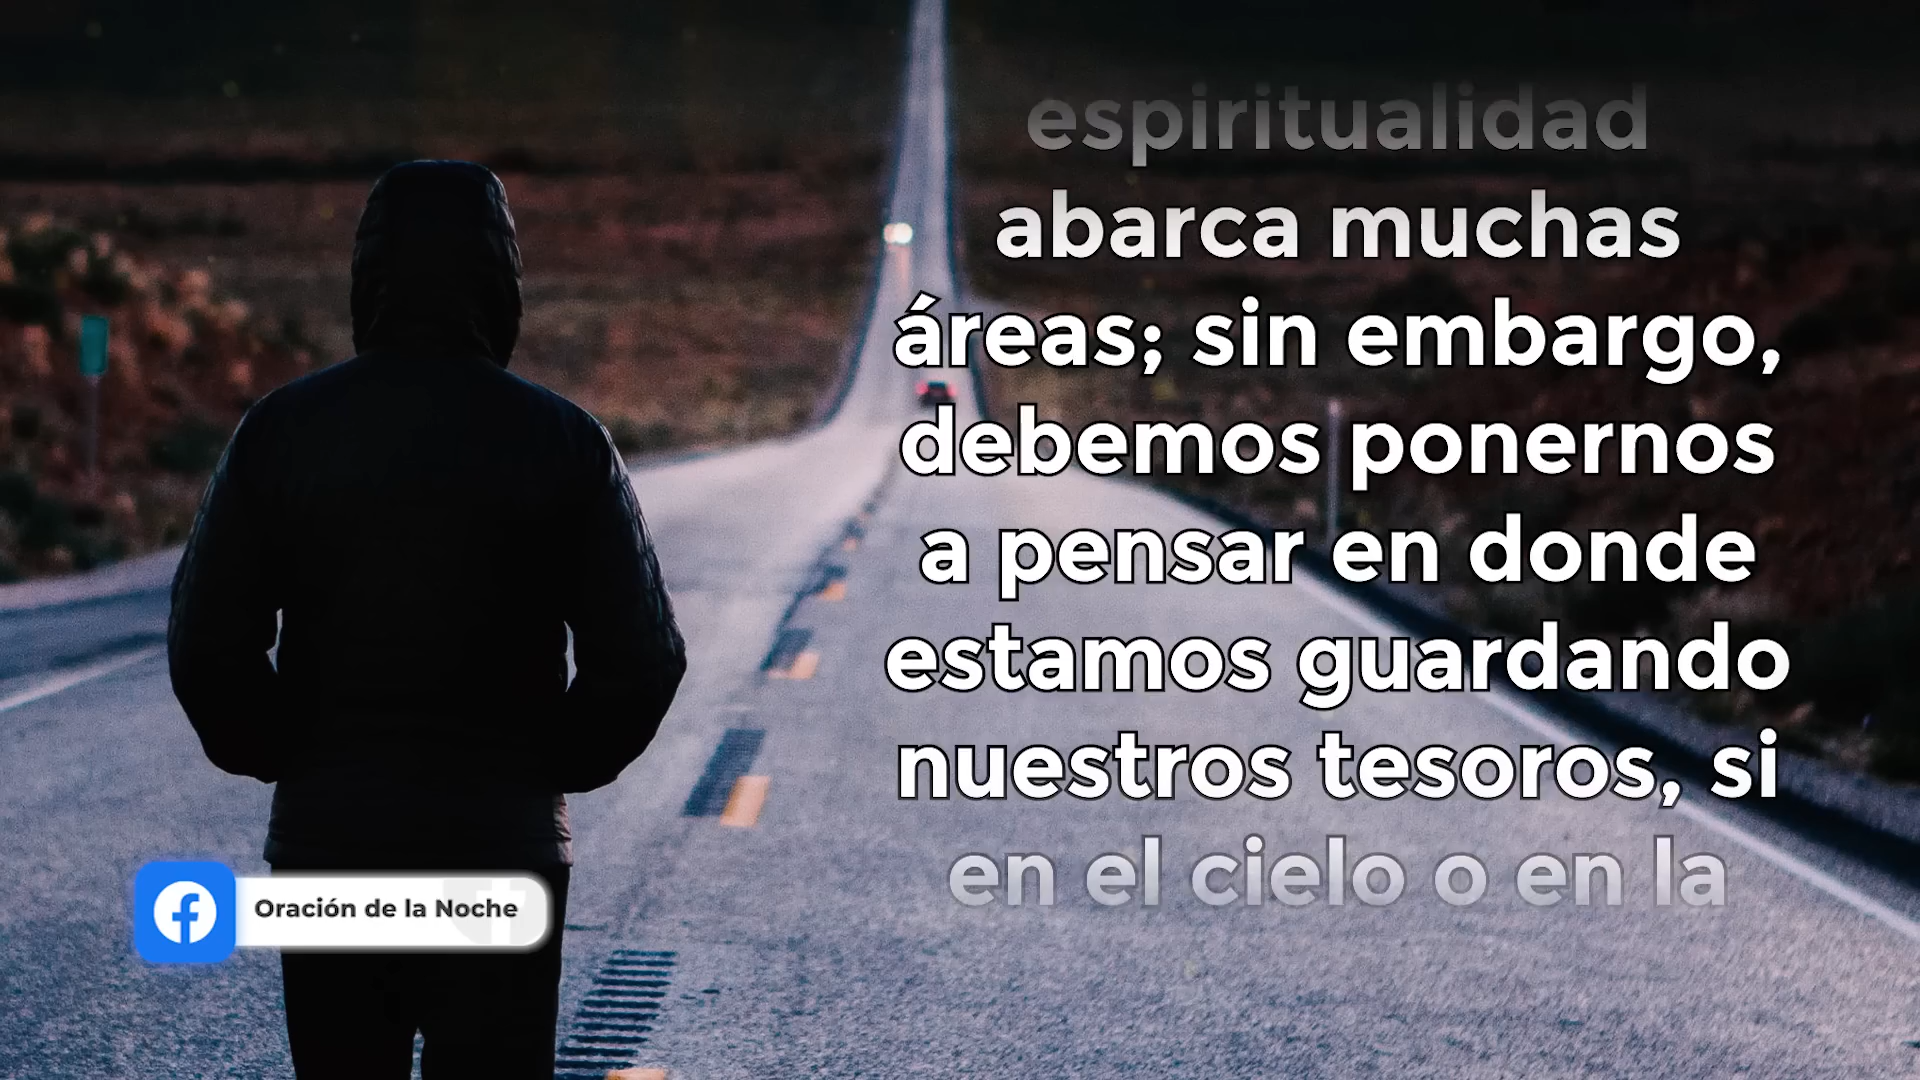 espiritualidad
abarca muchas
áreas; sin embargo,
debemos ponernos
a pensar en donde
estamos guardando
nuestros tesoros, si
en el cielo o en la
Oración de la Noche